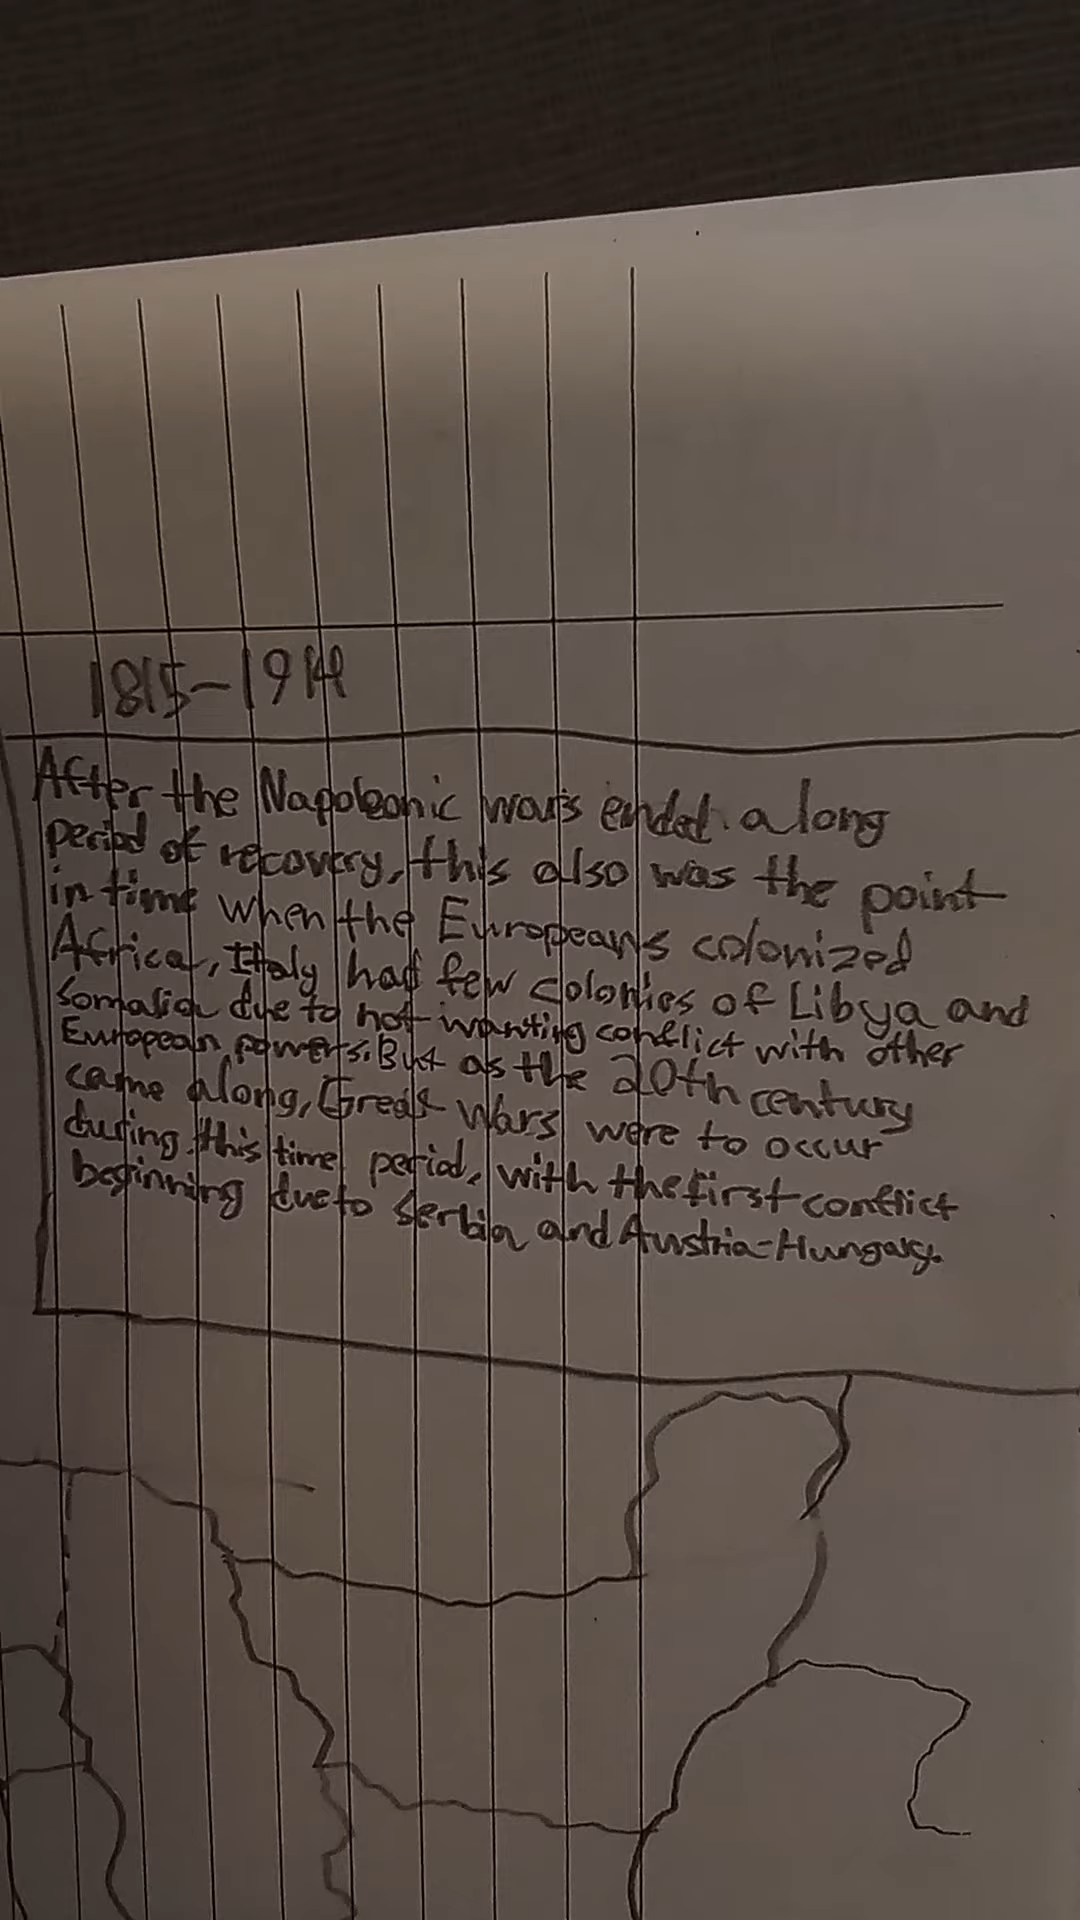 1815-1914
After the Napoleonic wars ended a long
period of recovery, this also was the point
in time when the Europeans colonized
Africa, Italy had few colonies of Libya and
Somalia due to not wanting conflict with other
European powers. But as the 20th century
came along, Great Wars were to occur
during this time period, with the first conflict
beginning due to Serbia and Austria-Hungary.